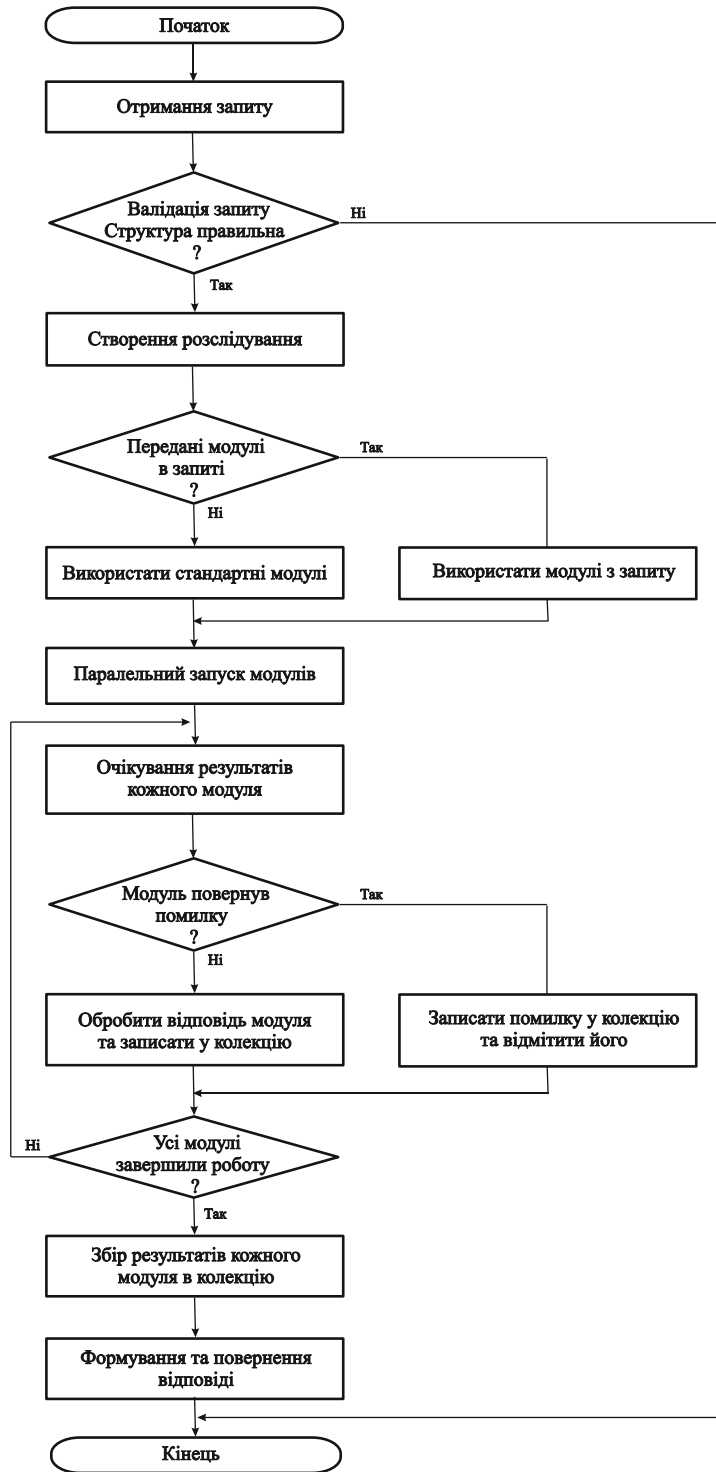 Початок
Отримання запиту
Валідація запиту
Структура правильна
?
Ні
Так
Створення розслідування
Передані модулі
в запиті
?
Так
Ні
Використати стандартні модулі
Використати модулі з запиту
Паралельний запуск модулів
Очікування результатів
кожного модуля
Модуль повернув
помилку
?
Так
Ні
Обробити відповідь модуля
та записати у колекцію
Записати помилку у колекцію
та відмітити його
Усі модулі
завершили роботу
?
Ні
Так
Збір результатів кожного
модуля в колекцію
Формування та повернення
відповіді
Кінець